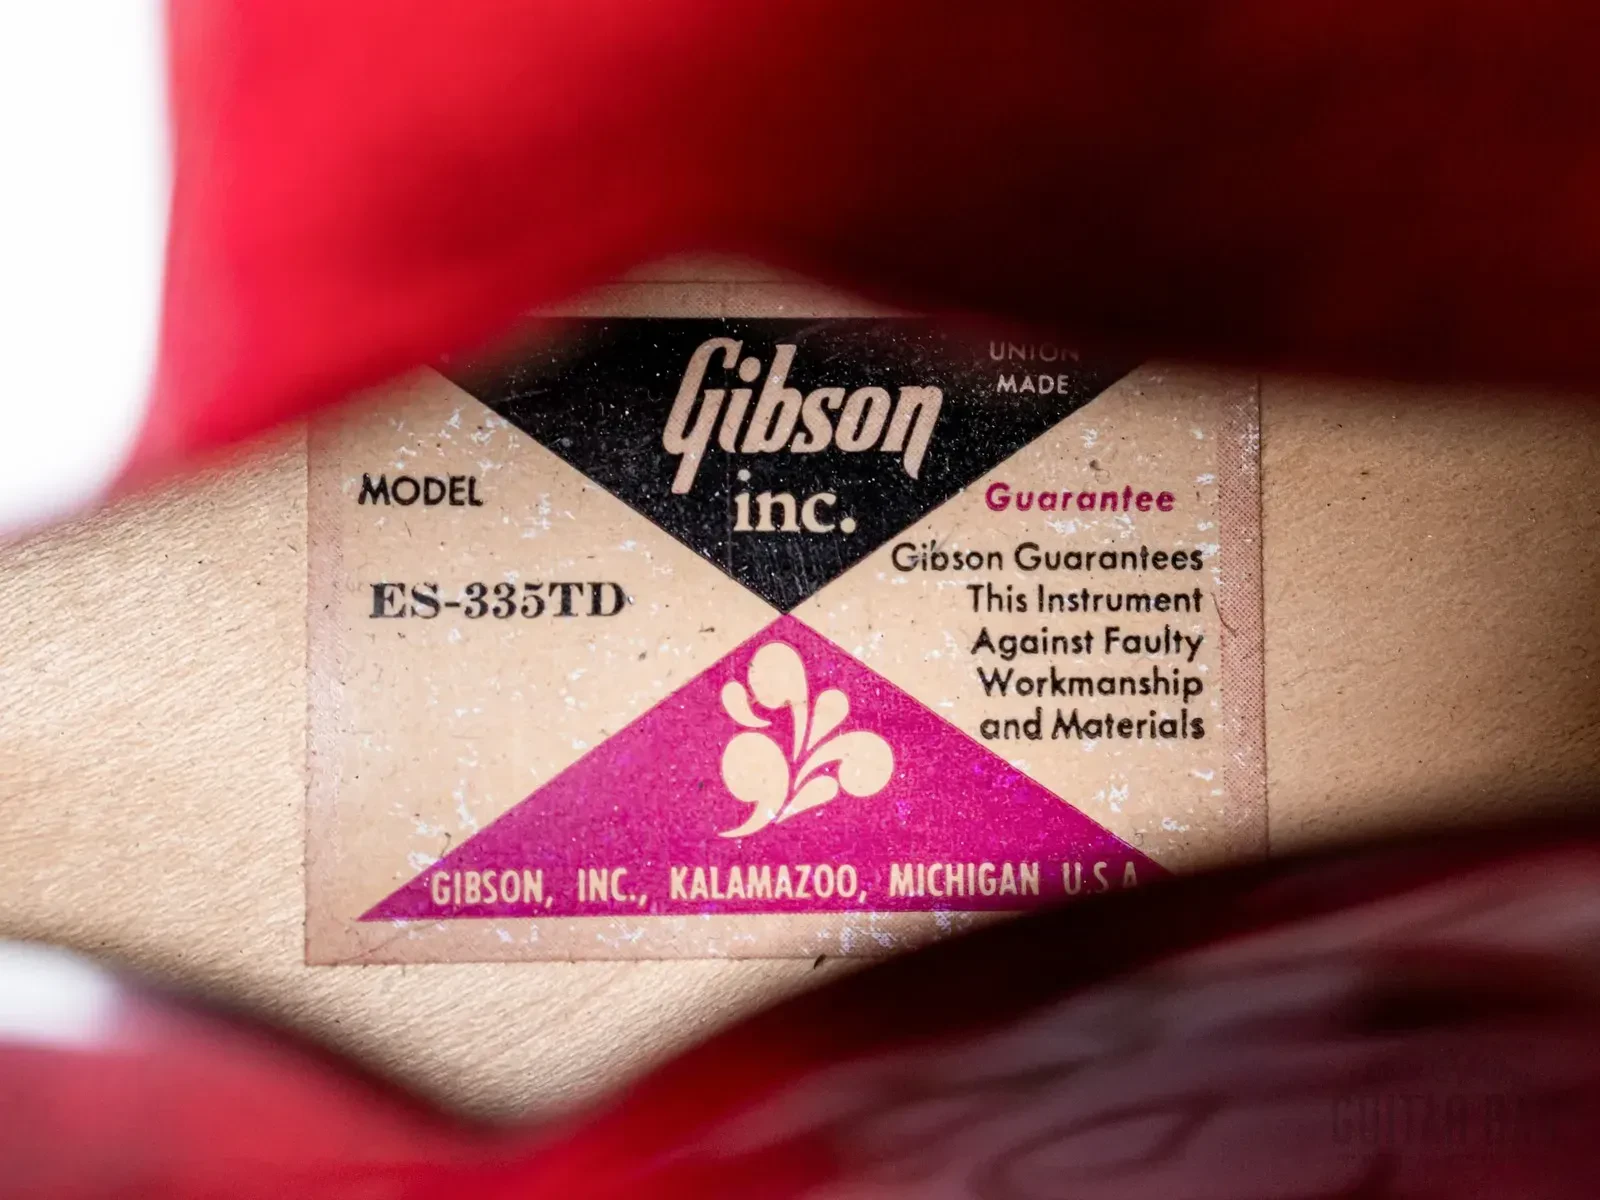 Gibson
inc.
UNION
MADE
MODEL
ES-335TD
Guarantee
Gibson Guarantees
This Instrument
Against Faulty
Workmanship
and Materials
GIBSON, INC., KALAMAZOO, MICHIGAN U.S.A